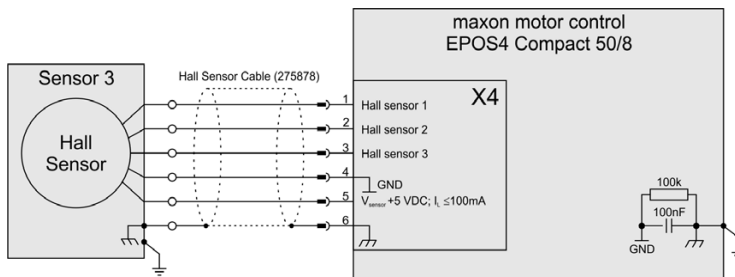 maxon motor control
EPOS4 Compact 50/8
Sensor 3
Hall Sensor Cable (275878)
X4
Hall
Sensor
1
Hall sensor 1
2
Hall sensor 2
3
Hall sensor 3
4
GND
5
Vsensor +5 VDC; IL ≤100mA
6
100k
100nF
GND